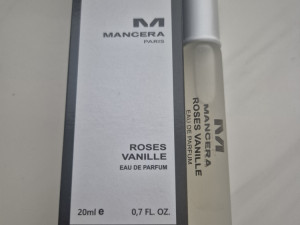 MANCERA
PARIS
ROSES
VANILLE
EAU DE PARFUM
20ml e 0,7 FL. OZ.
MANCERA
ROSES VANILLE
EAU DE PARFUM